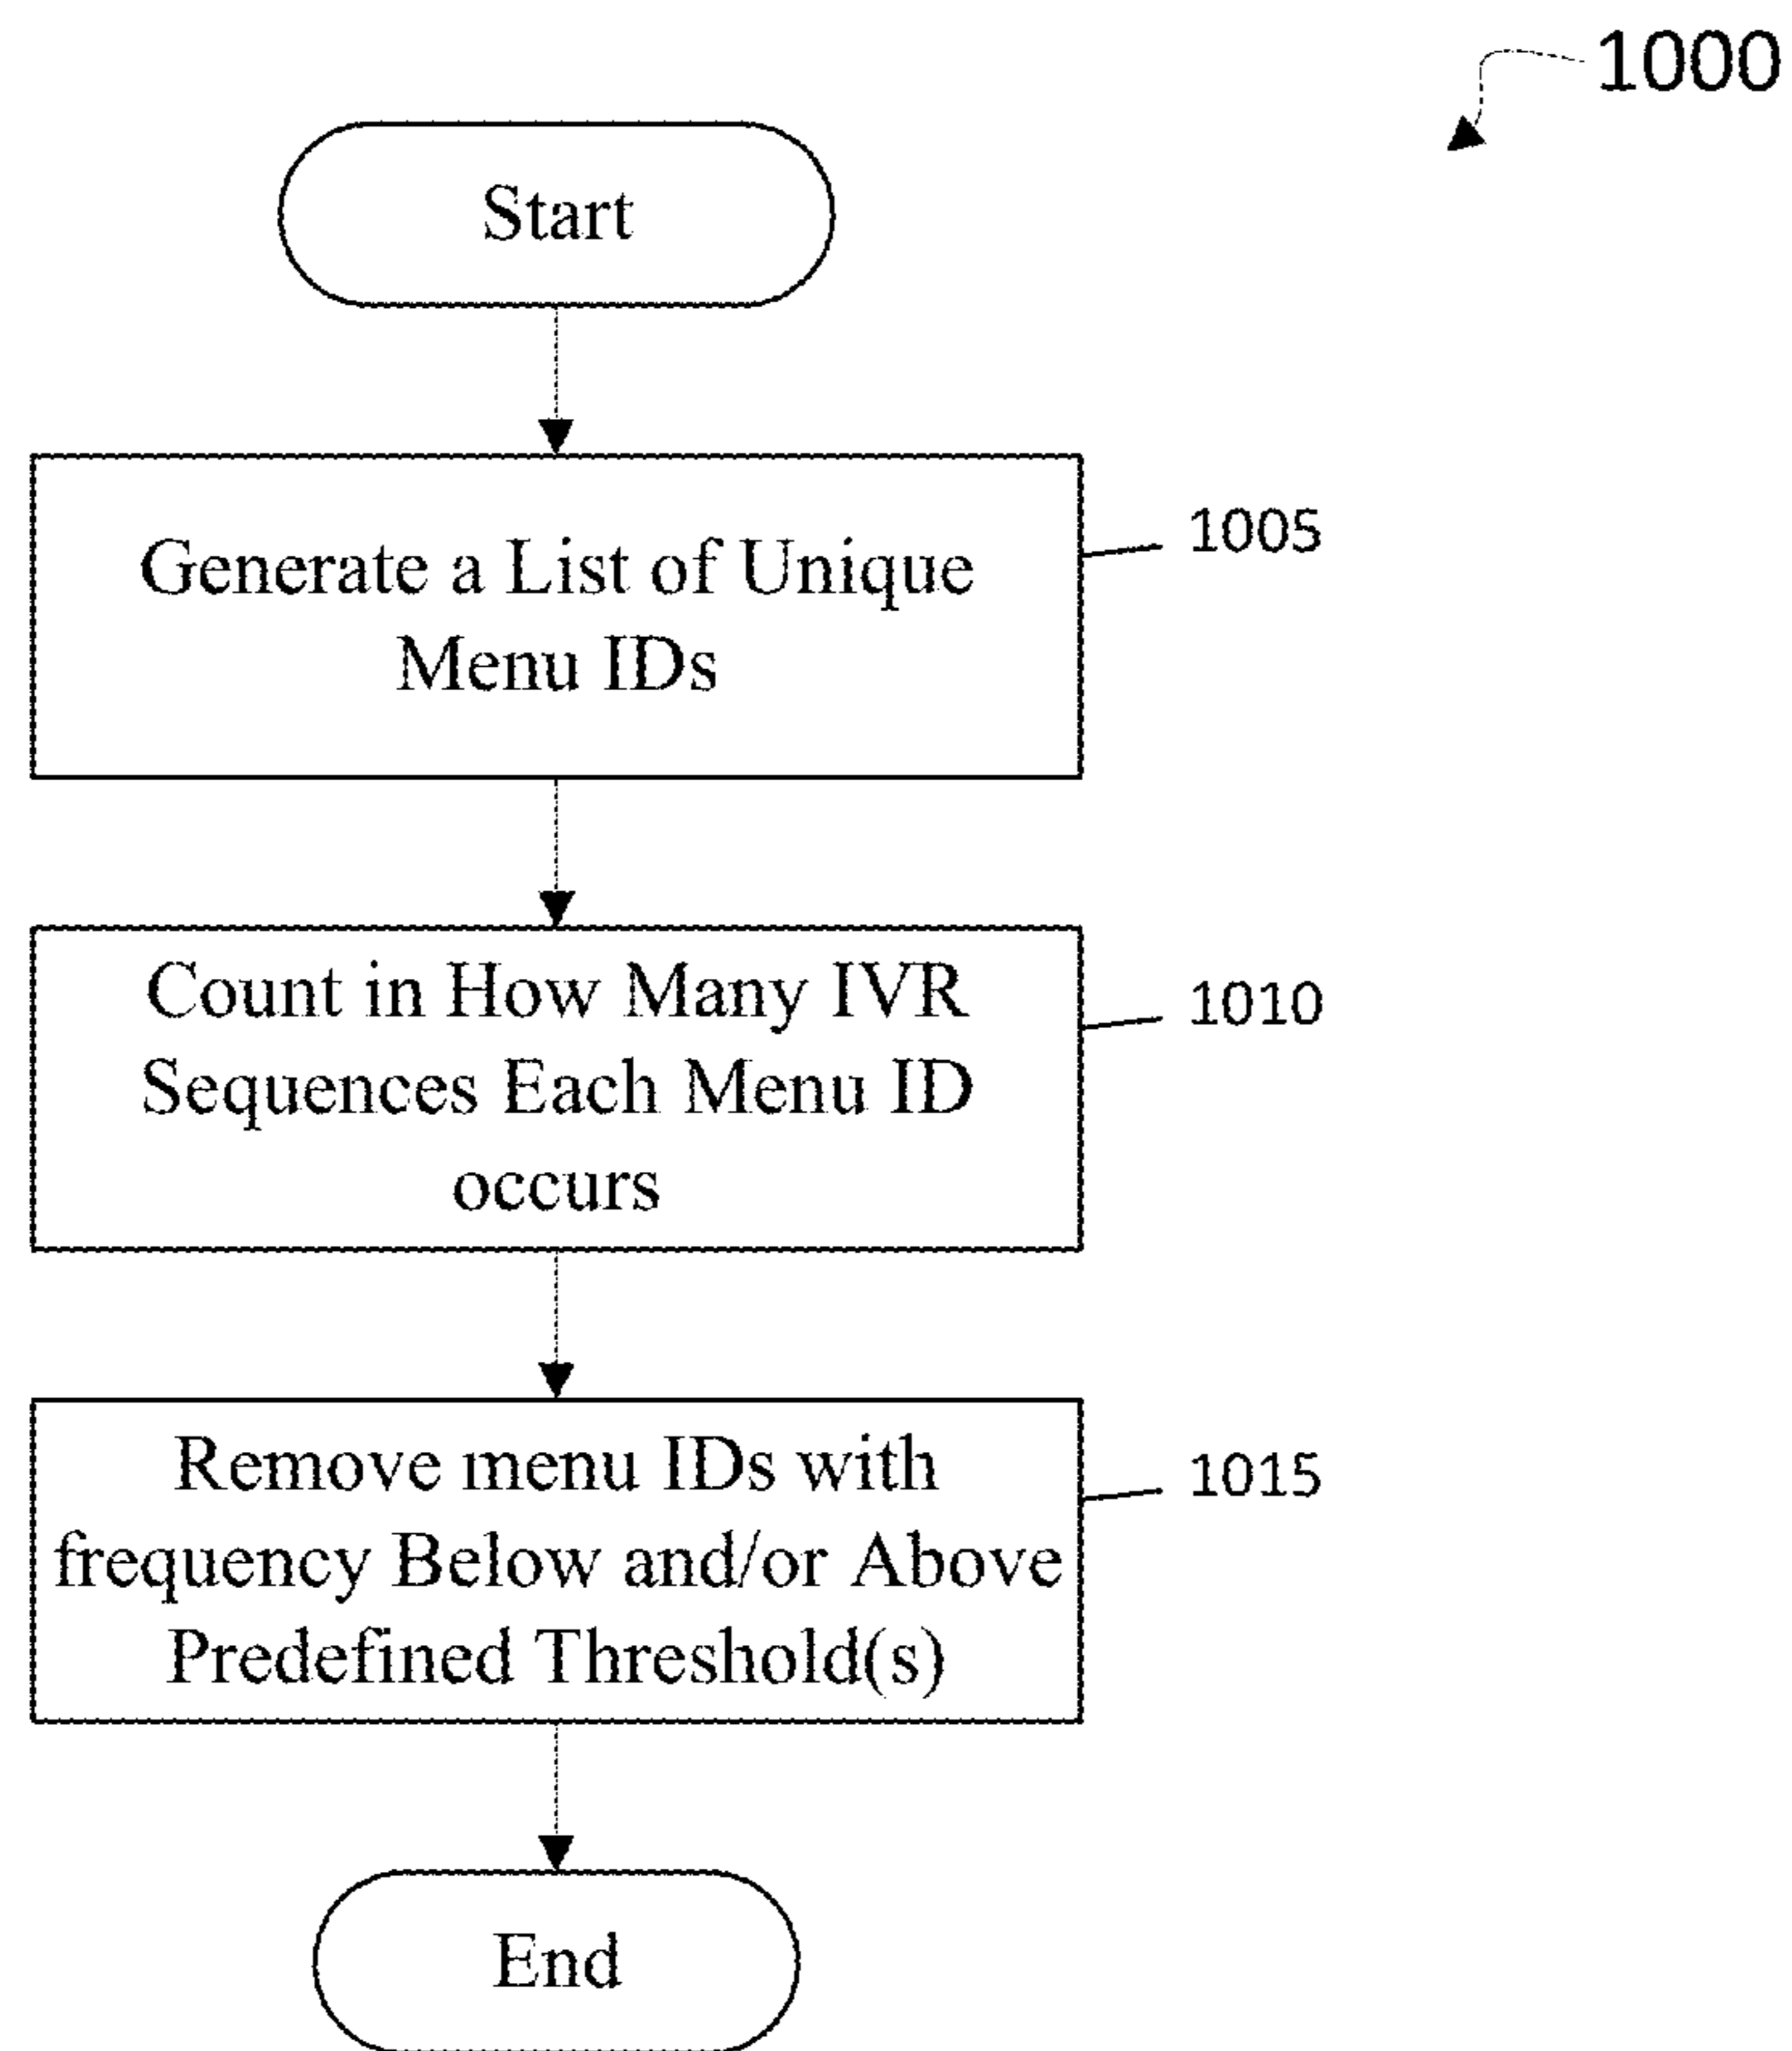 1000
Start
Generate a List of Unique
Menu IDs
1005
Count in How Many IVR
Sequences Each Menu ID
occurs
1010
Remove menu IDs with
frequency Below and/or Above
Predefined Threshold(s)
1015
End